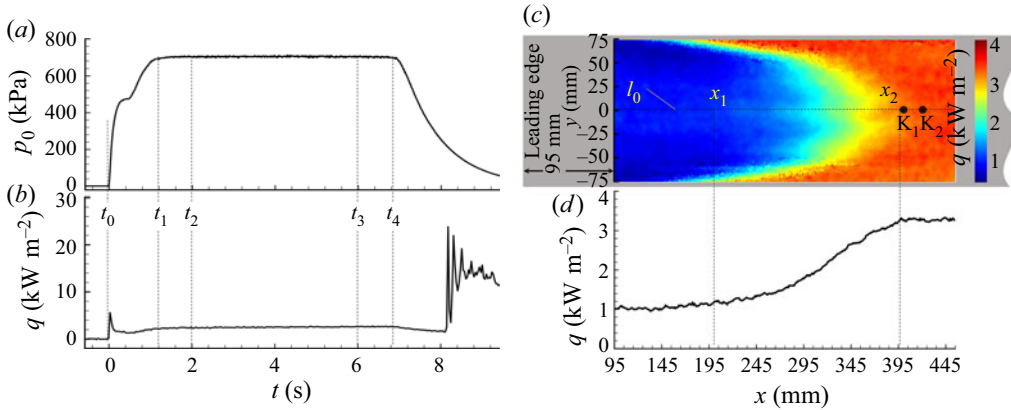 (a)
800
600
400
200
0
p0 (kPa)
(b)
30
20
10
0
q (kW m−2)
t0 t1 t2 t3 t4
0 2 4 6 8
t (s)
(c)
Leading edge
95 mm
75
50
25
0
−25
−50
−75
y (mm)
l0
x1
x2
K1 K2
4
3
2
1
q (kW m−2)
(d)
4
3
2
1
0
q (kW m−2)
95 145 195 245 295 345 395 445
x (mm)